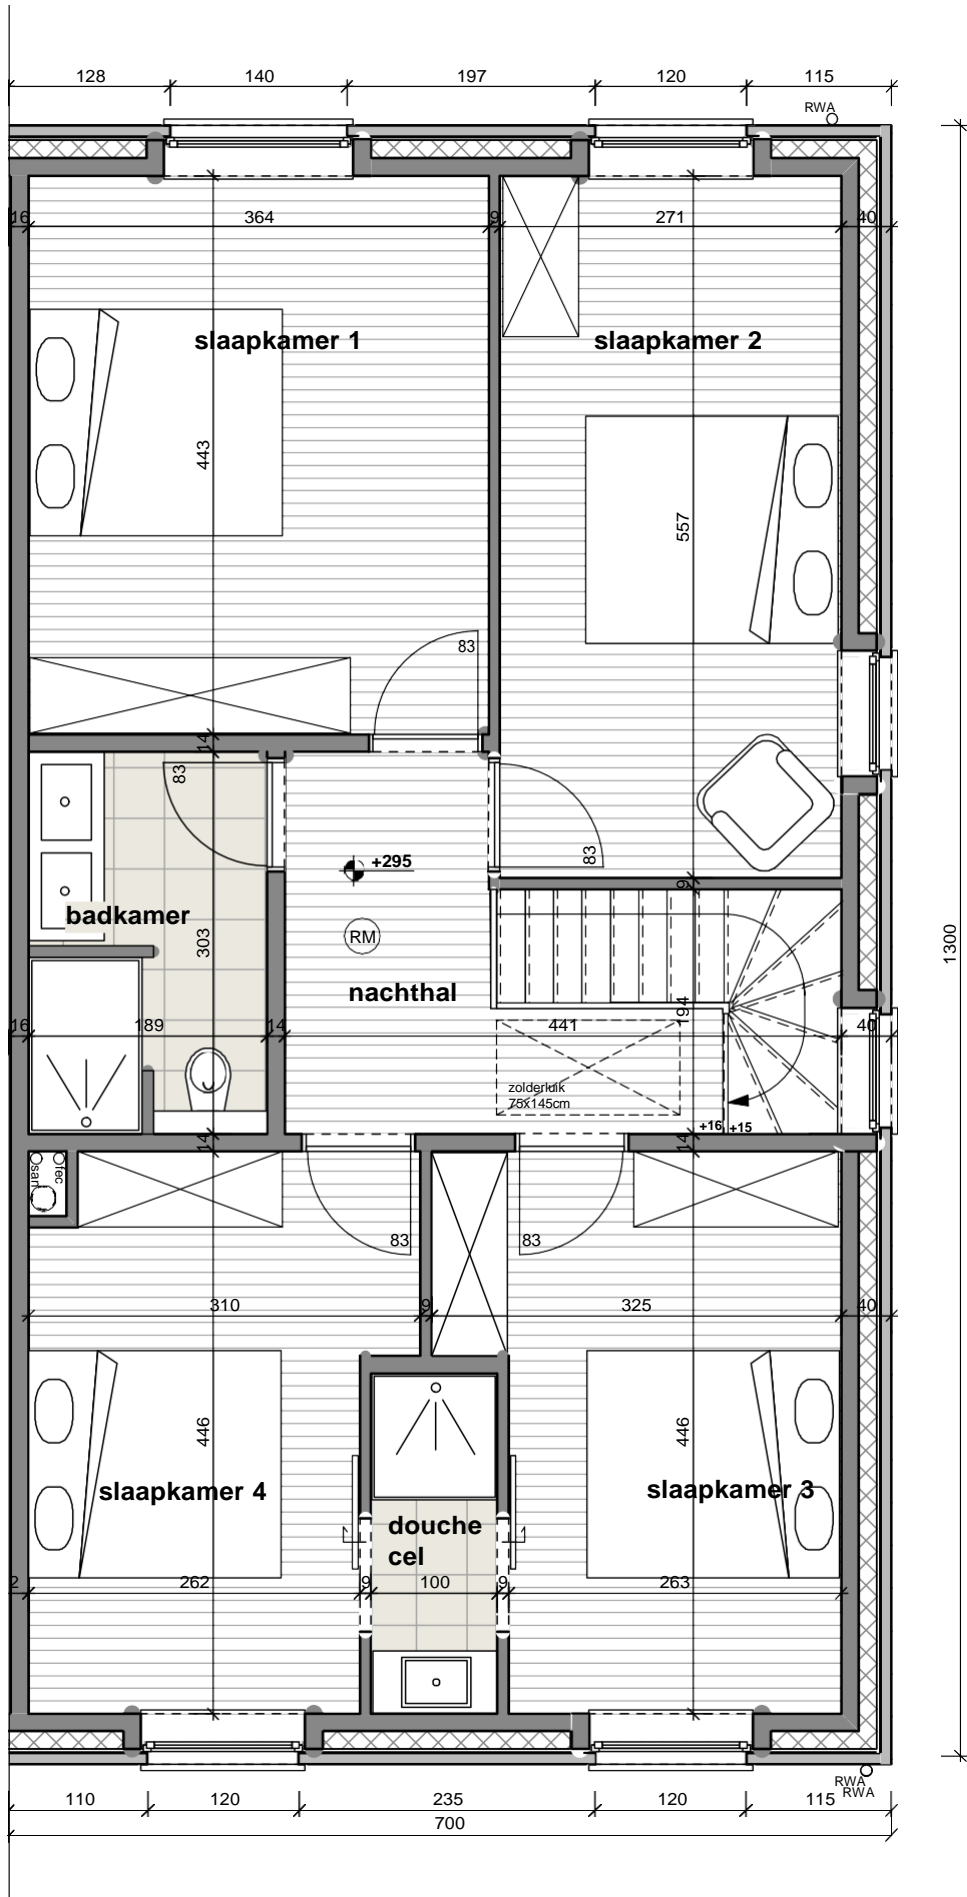 128 140 197 120 115
RWA
16 364 9 271 40
slaapkamer 1
slaapkamer 2
443
557
83
14
83
83
+295
9
badkamer
RM
303
1300
nachthal
194
16 189 14 441 40
zolderluik
75x145cm
+16 +15
14
14
fec
83
83
310 9 325 40
446
446
slaapkamer 4
slaapkamer 3
douche
cel
2 262 9 100 9 263
RWA
RWA
110 120 235 120 115
700